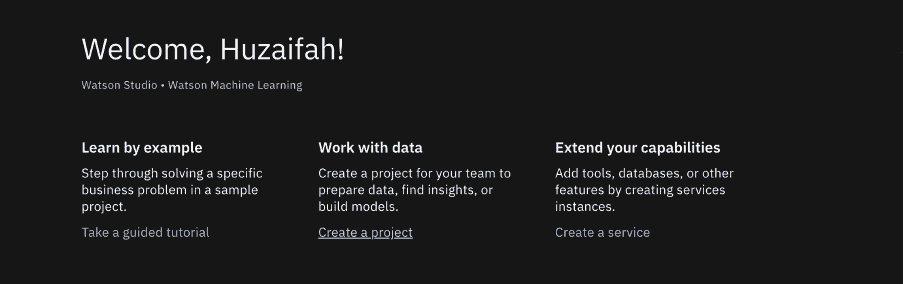 Welcome, Huzaifah!
Watson Studio • Watson Machine Learning
Learn by example
Step through solving a specific
business problem in a sample
project.
Take a guided tutorial
Work with data
Create a project for your team to
prepare data, find insights, or
build models.
Create a project
Extend your capabilities
Add tools, databases, or other
features by creating services
instances.
Create a service